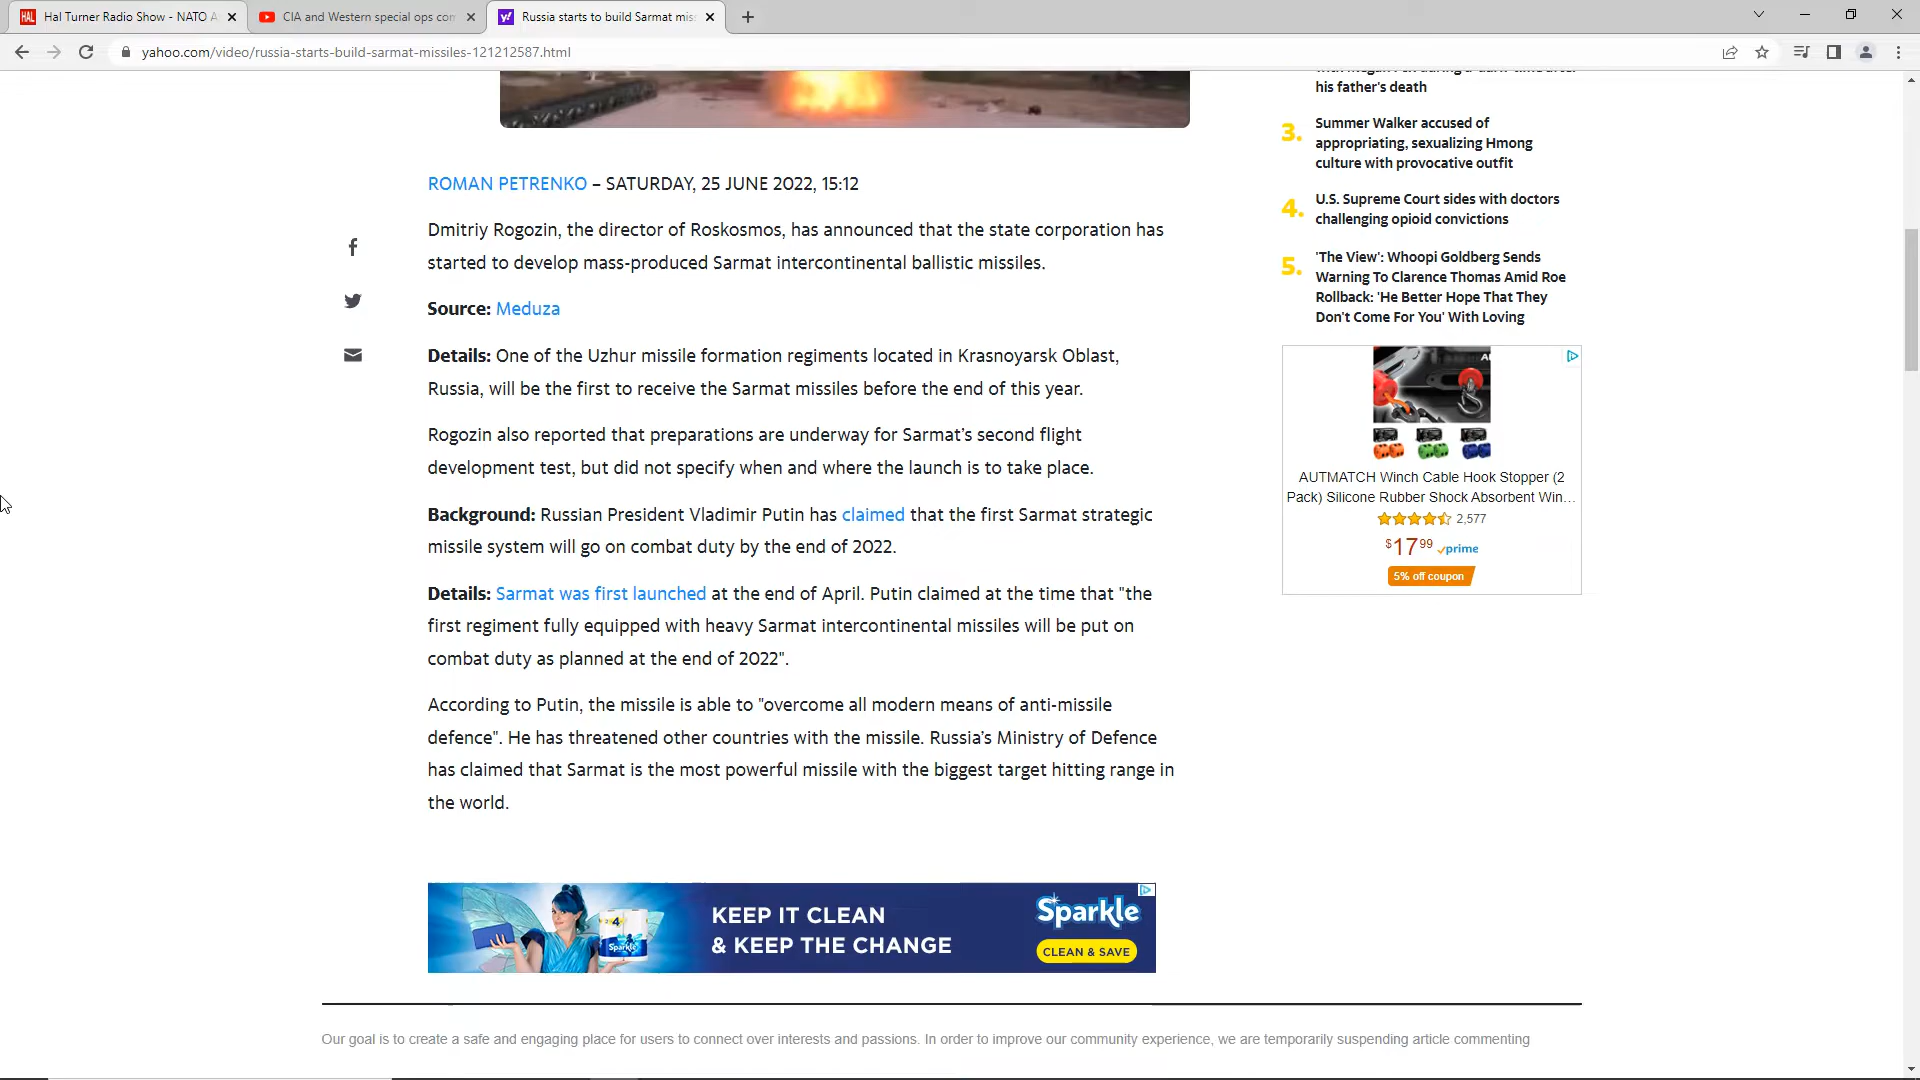 Hal Turner Radio Show - NATO A
CIA and Western special ops com
Russia starts to build Sarmat mis
yahoo.com/video/russia-starts-build-sarmat-missiles-121212587.html
his father's death
3. Summer Walker accused of
appropriating, sexualizing Hmong
culture with provocative outfit
4. U.S. Supreme Court sides with doctors
challenging opioid convictions
5. 'The View': Whoopi Goldberg Sends
Warning To Clarence Thomas Amid Roe
Rollback: 'He Better Hope That They
Don't Come For You' With Loving
ROMAN PETRENKO – SATURDAY, 25 JUNE 2022, 15:12
Dmitriy Rogozin, the director of Roskosmos, has announced that the state corporation has
started to develop mass-produced Sarmat intercontinental ballistic missiles.
Source: Meduza
Details: One of the Uzhur missile formation regiments located in Krasnoyarsk Oblast,
Russia, will be the first to receive the Sarmat missiles before the end of this year.
Rogozin also reported that preparations are underway for Sarmat's second flight
development test, but did not specify when and where the launch is to take place.
Background: Russian President Vladimir Putin has claimed that the first Sarmat strategic
missile system will go on combat duty by the end of 2022.
Details: Sarmat was first launched at the end of April. Putin claimed at the time that "the
first regiment fully equipped with heavy Sarmat intercontinental missiles will be put on
combat duty as planned at the end of 2022".
According to Putin, the missile is able to "overcome all modern means of anti-missile
defence". He has threatened other countries with the missile. Russia's Ministry of Defence
has claimed that Sarmat is the most powerful missile with the biggest target hitting range in
the world.
AUTMATCH Winch Cable Hook Stopper (2
Pack) Silicone Rubber Shock Absorbent Win...
2,577
$17.99 prime
5% off coupon
KEEP IT CLEAN
& KEEP THE CHANGE
Sparkle
CLEAN & SAVE
Sparkle
Our goal is to create a safe and engaging place for users to connect over interests and passions. In order to improve our community experience, we are temporarily suspending article commenting